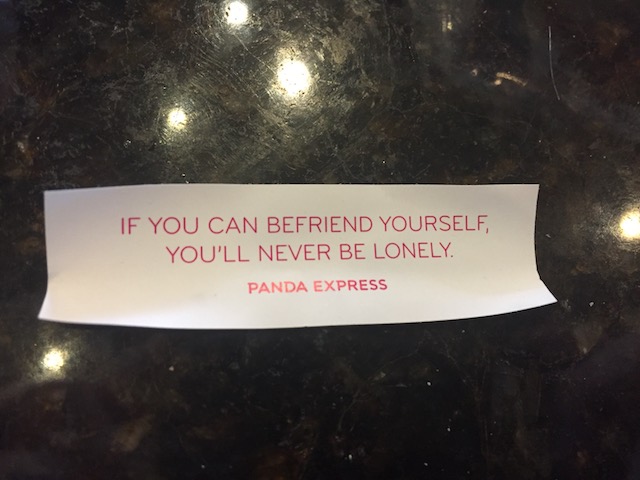 IF YOU CAN BEFRIEND YOURSELF,
YOU'LL NEVER BE LONELY.
PANDA EXPRESS